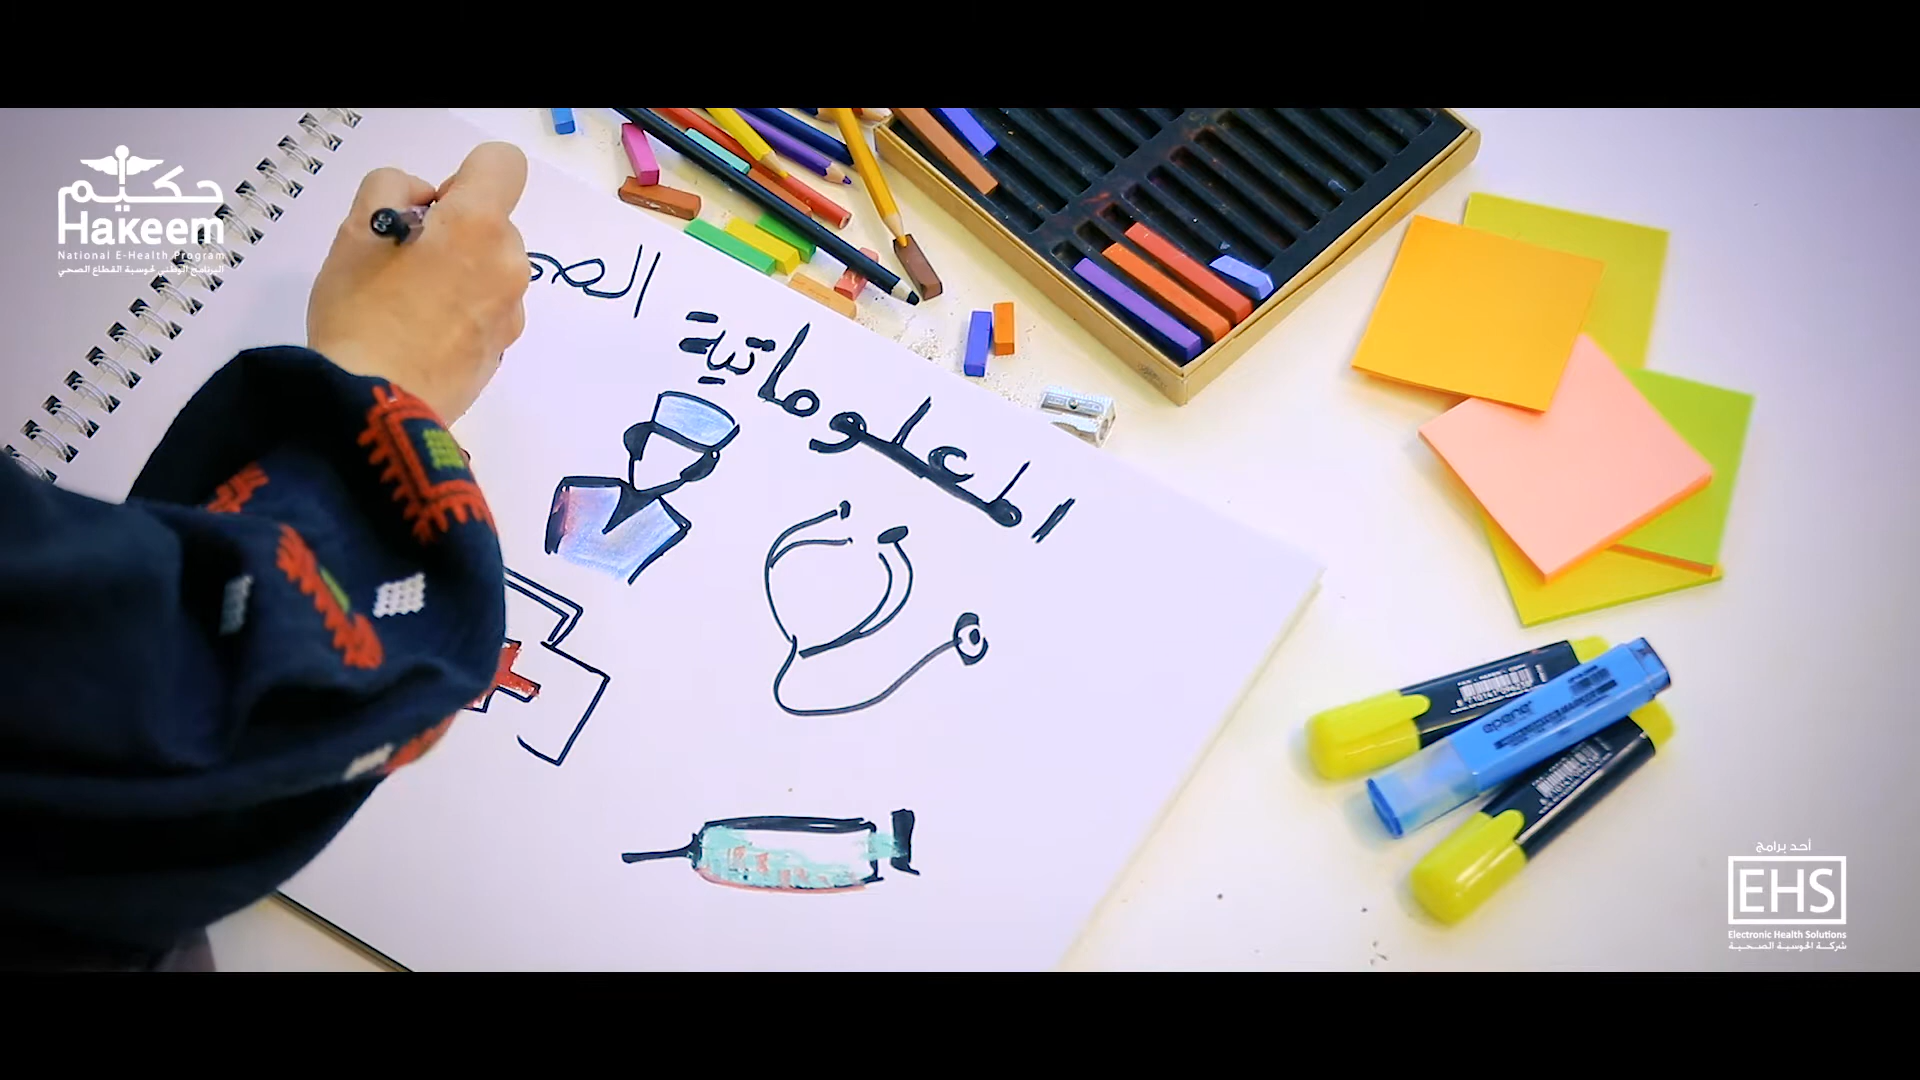 حكيم
Hakeem
National E-Health Program
البرنامج الوطني لحوسبة القطاع الصحي
المعلوماتية الصح
أحد برامج
EHS
Electronic Health Solutions
شركة الحوسبة الصحية